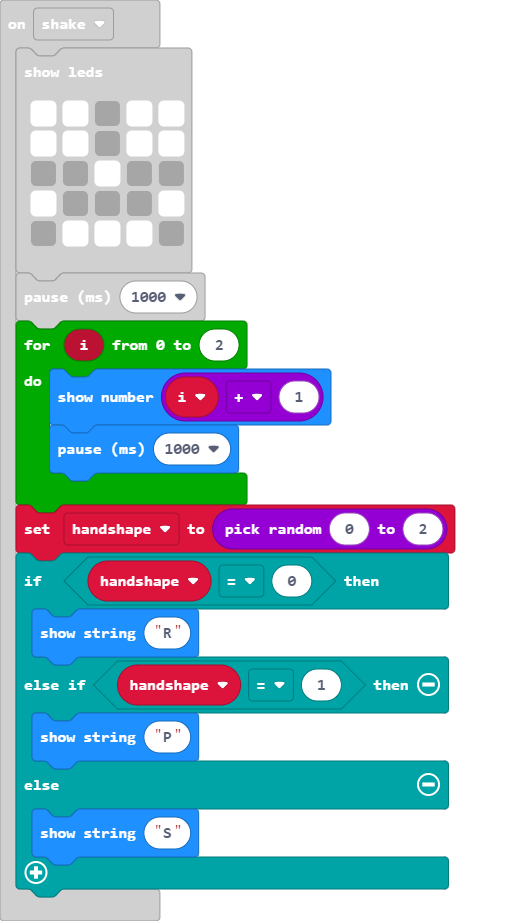 on shake
show leds
pause (ms) 1000
for i from 0 to 2
do
show number i + 1
pause (ms) 1000
set handshape to pick random 0 to 2
if handshape = 0 then
show string "R"
else if handshape = 1 then
show string "P"
else
show string "S"